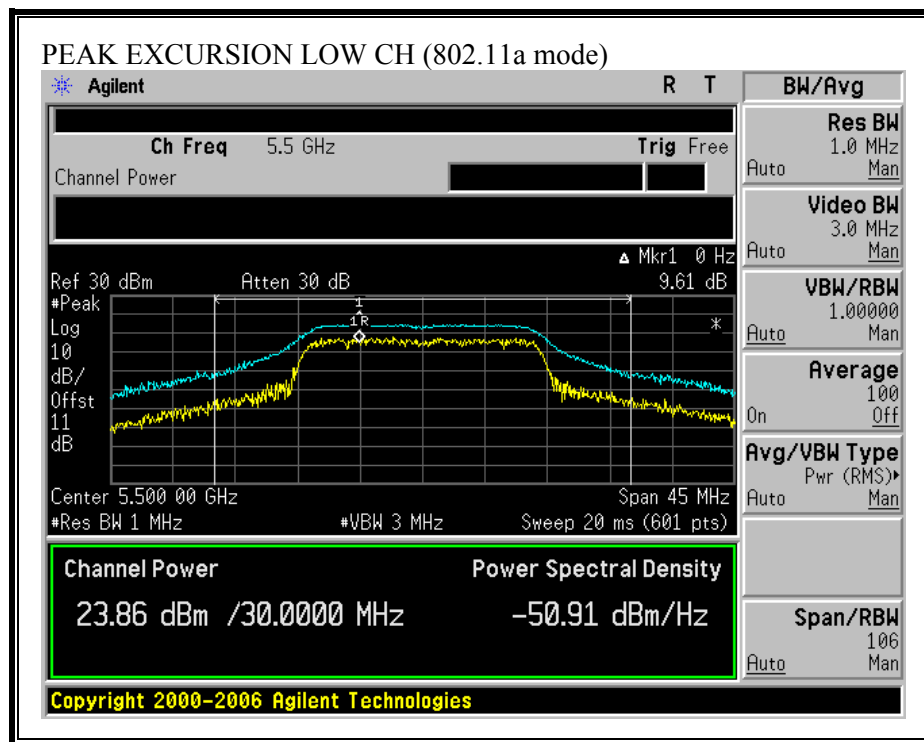 PEAK EXCURSION LOW CH (802.11a mode)
Agilent R T
Ch Freq 5.5 GHz Trig Free
Channel Power
Δ Mkr1 0 Hz
Ref 30 dBm Atten 30 dB 9.61 dB
#Peak
Log
10
dB/
Offst
11
dB
1
1R
*
Center 5.500 00 GHz Span 45 MHz
#Res BW 1 MHz #VBW 3 MHz Sweep 20 ms (601 pts)
Channel Power Power Spectral Density
23.86 dBm /30.0000 MHz -50.91 dBm/Hz
Copyright 2000-2006 Agilent Technologies
BW/Avg
Res BW
1.0 MHz
Auto Man
Video BW
3.0 MHz
Auto Man
VBW/RBW
1.00000
Auto Man
Average
100
On Off
Avg/VBW Type
Pwr (RMS)▸
Auto Man
Span/RBW
106
Auto Man